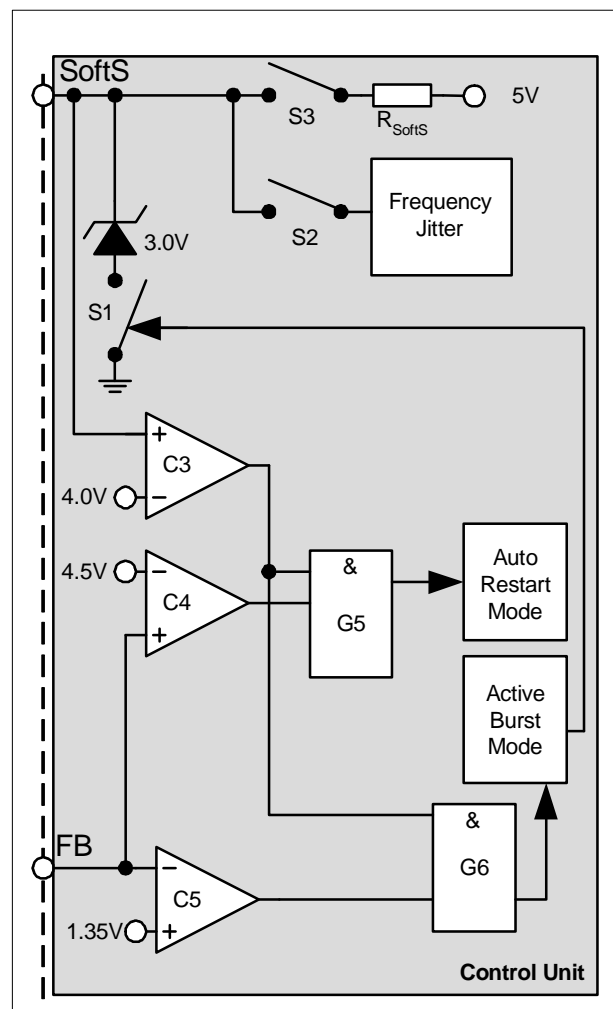 SoftS
5V
S3
R_SoftS
Frequency
Jitter
3.0V
S2
S1
+
C3
4.0V
−
4.5V
−
C4
+
&
G5
Auto
Restart
Mode
Active
Burst
Mode
FB
&
G6
−
C5
1.35V
+
Control Unit